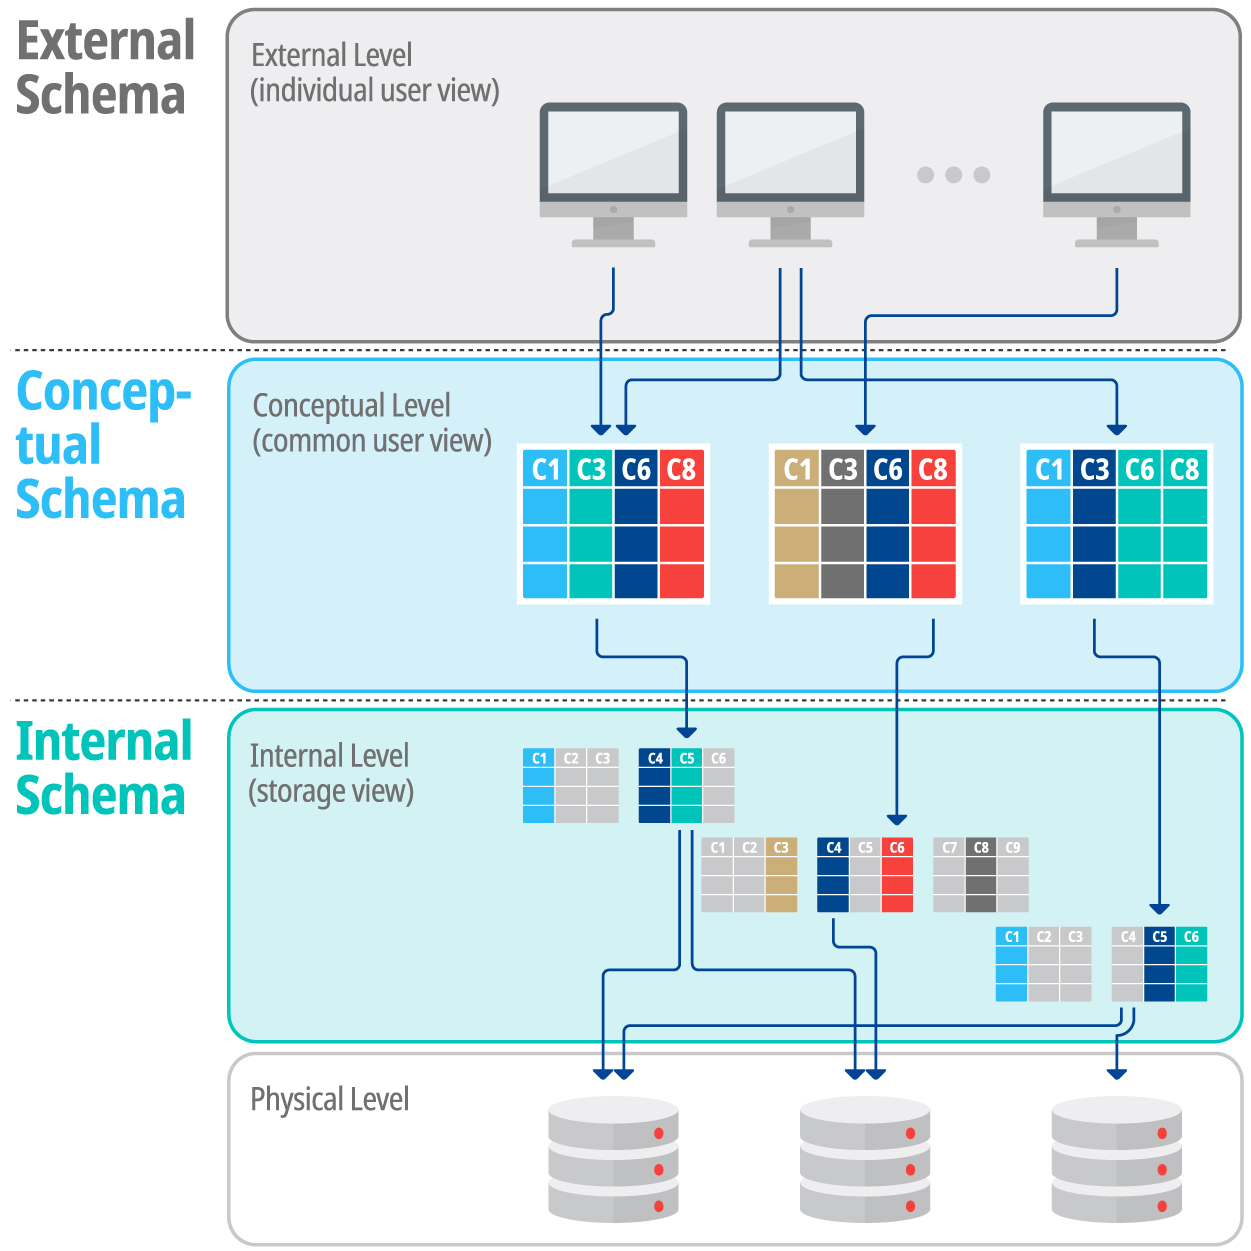 External
Schema
External Level
(individual user view)
Concep-
tual
Schema
Conceptual Level
(common user view)
C1 C3 C6 C8
C1 C3 C6 C8
C1 C3 C6 C8
Internal
Schema
Internal Level
(storage view)
C1 C2 C3
C4 C5 C6
C1 C2 C3
C4 C5 C6
C7 C8 C9
C1 C2 C3
C4 C5 C6
Physical Level